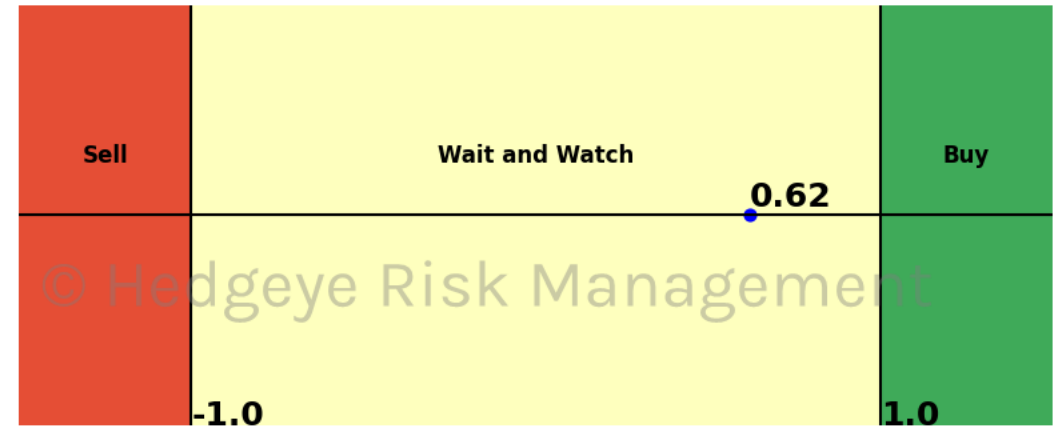 Sell
Wait and Watch
Buy
0.62
© Hedgeye Risk Management
-1.0
1.0